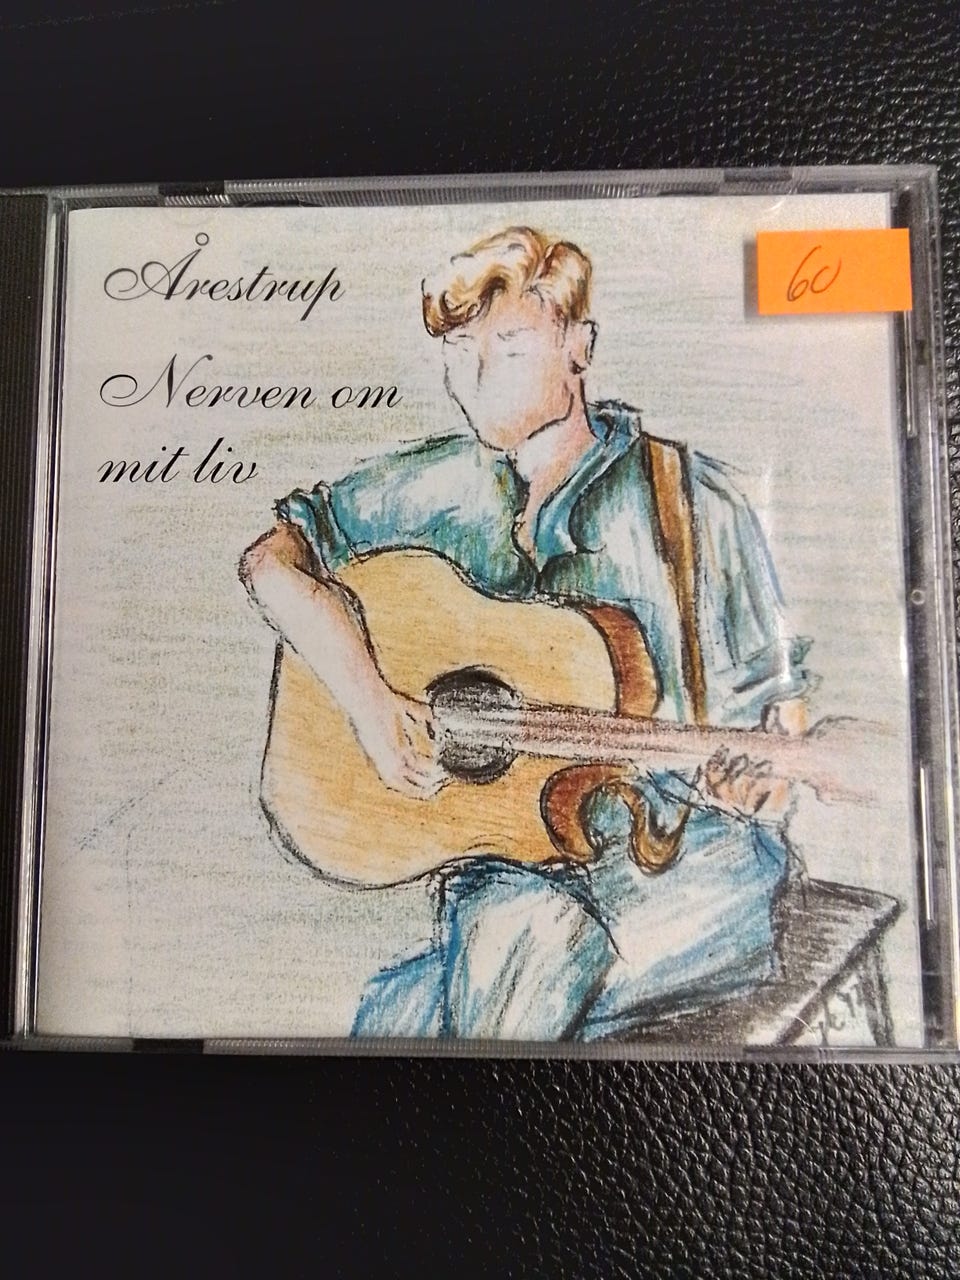 Årestrup
60
Nerven om
mit liv